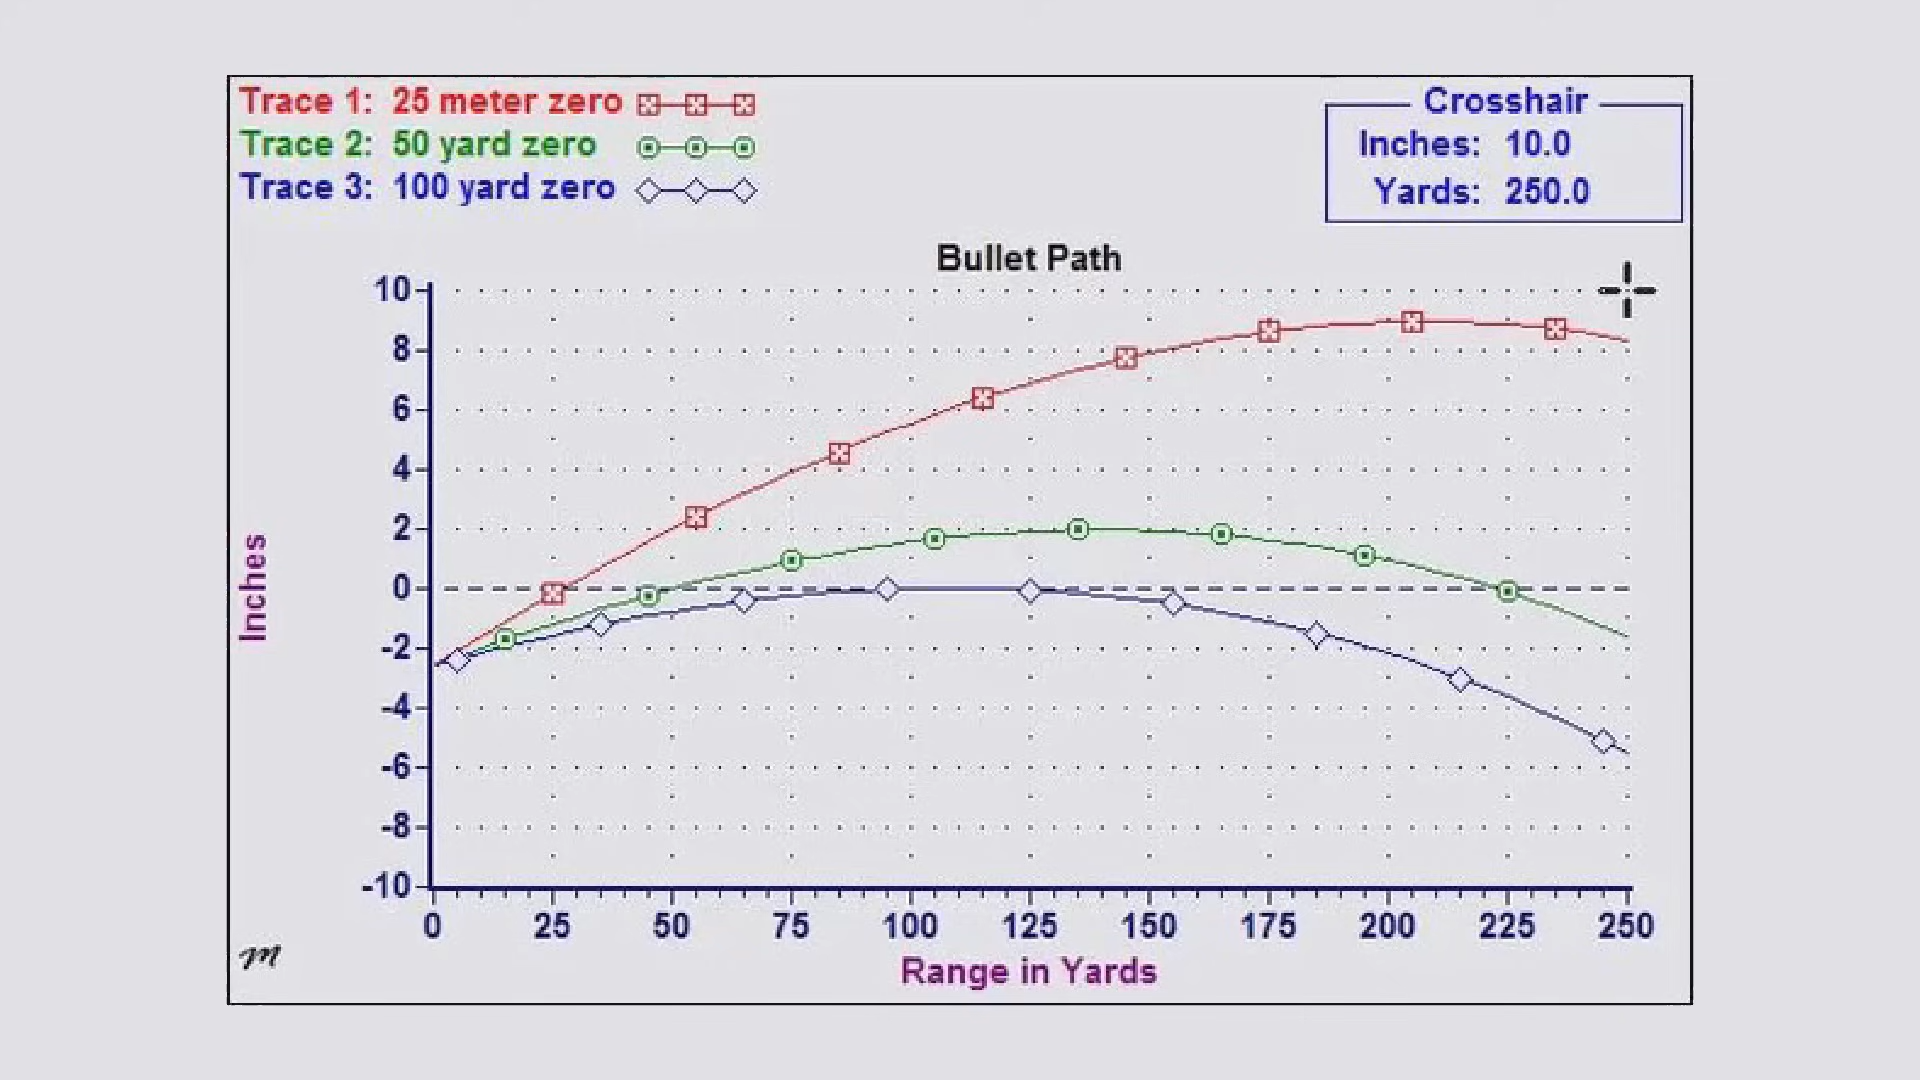 Trace 1: 25 meter zero
Trace 2: 50 yard zero
Trace 3: 100 yard zero
Crosshair
Inches: 10.0
Yards: 250.0
Bullet Path
10
8
6
4
2
0
-2
-4
-6
-8
-10
Inches
0 25 50 75 100 125 150 175 200 225 250
Range in Yards
m